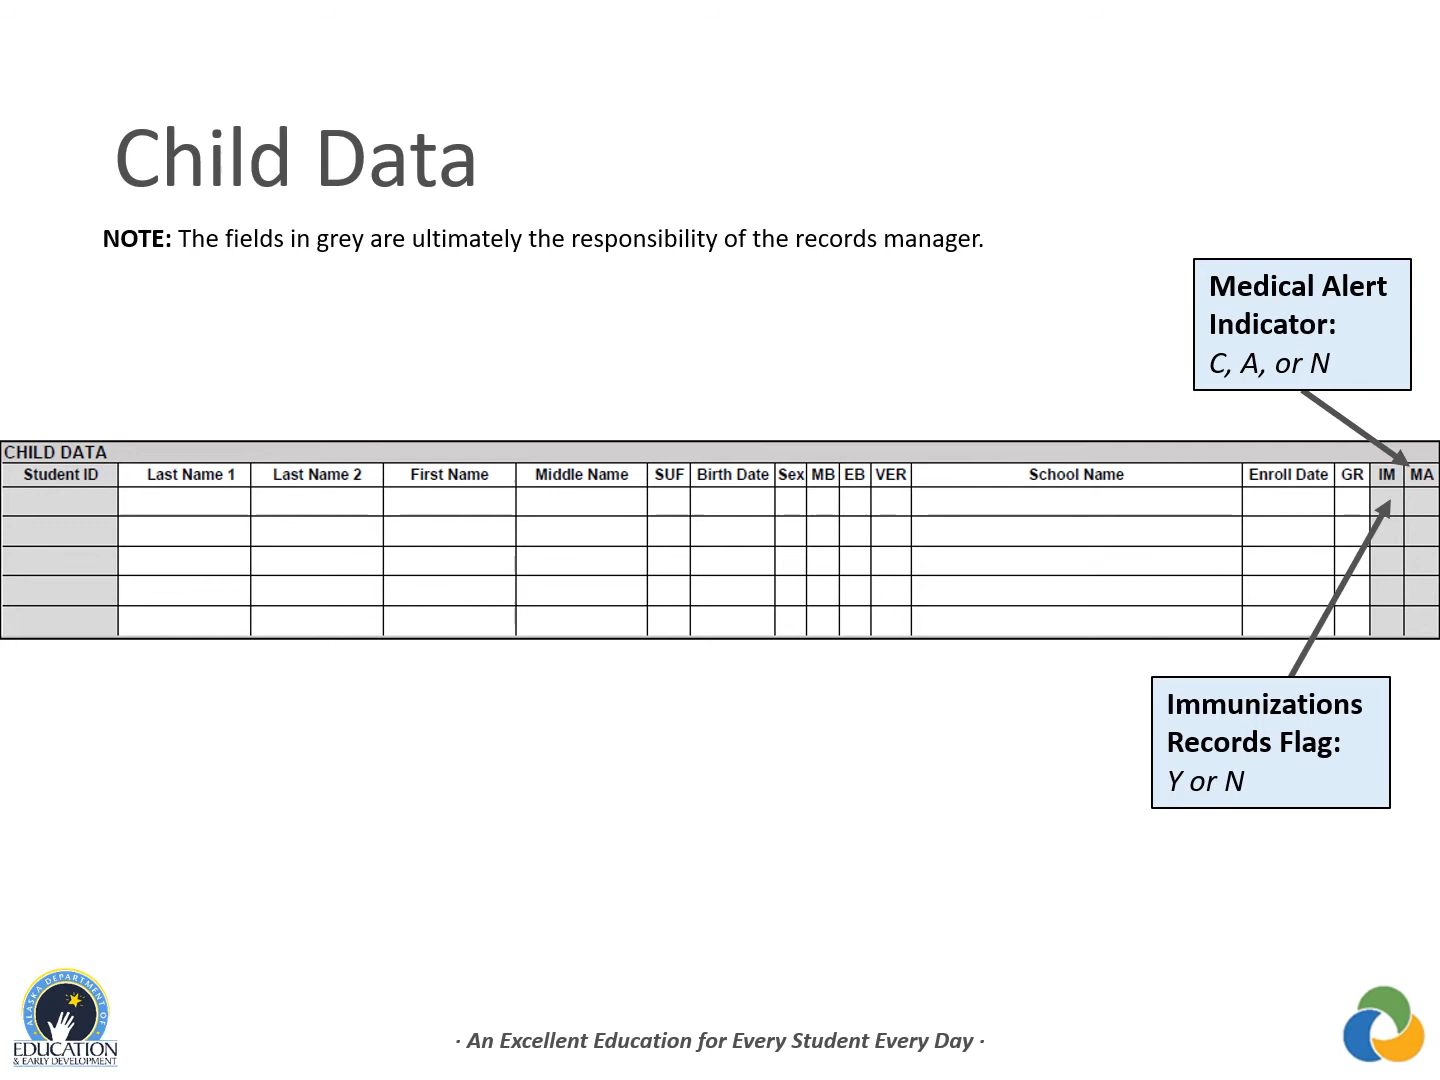 Child Data
NOTE: The fields in grey are ultimately the responsibility of the records manager.
Medical Alert
Indicator:
C, A, or N
CHILD DATA
Student ID Last Name 1 Last Name 2 First Name Middle Name SUF Birth Date Sex MB EB VER School Name Enroll Date GR IM MA
Immunizations
Records Flag:
Y or N
ALASKA DEPARTMENT OF
EDUCATION
& EARLY DEVELOPMENT
· An Excellent Education for Every Student Every Day ·